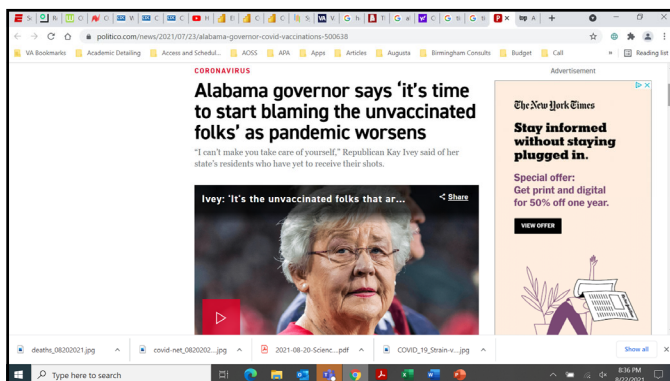 politico.com/news/2021/07/23/alabama-governor-covid-vaccinations-500638
VA Bookmarks Academic Detailing Access and Schedul... AOSS APA Apps Articles Augusta Birmingham Consults Budget Call » Reading list
CORONAVIRUS
Alabama governor says ‘it’s time
to start blaming the unvaccinated
folks’ as pandemic worsens
“I can’t make you take care of yourself,” Republican Kay Ivey said of her
state’s residents who have yet to receive their shots.
Ivey: 'It's the unvaccinated folks that ar...
Share
Advertisement
The New York Times
Stay informed
without staying
plugged in.
Special offer:
Get print and digital
for 50% off one year.
VIEW OFFER
deaths_08202021.jpg covid-net_0820202....jpg 2021-08-20-Scienc....pdf COVID_19_Strain-v....jpg Show all
Type here to search
8:36 PM
8/22/2021